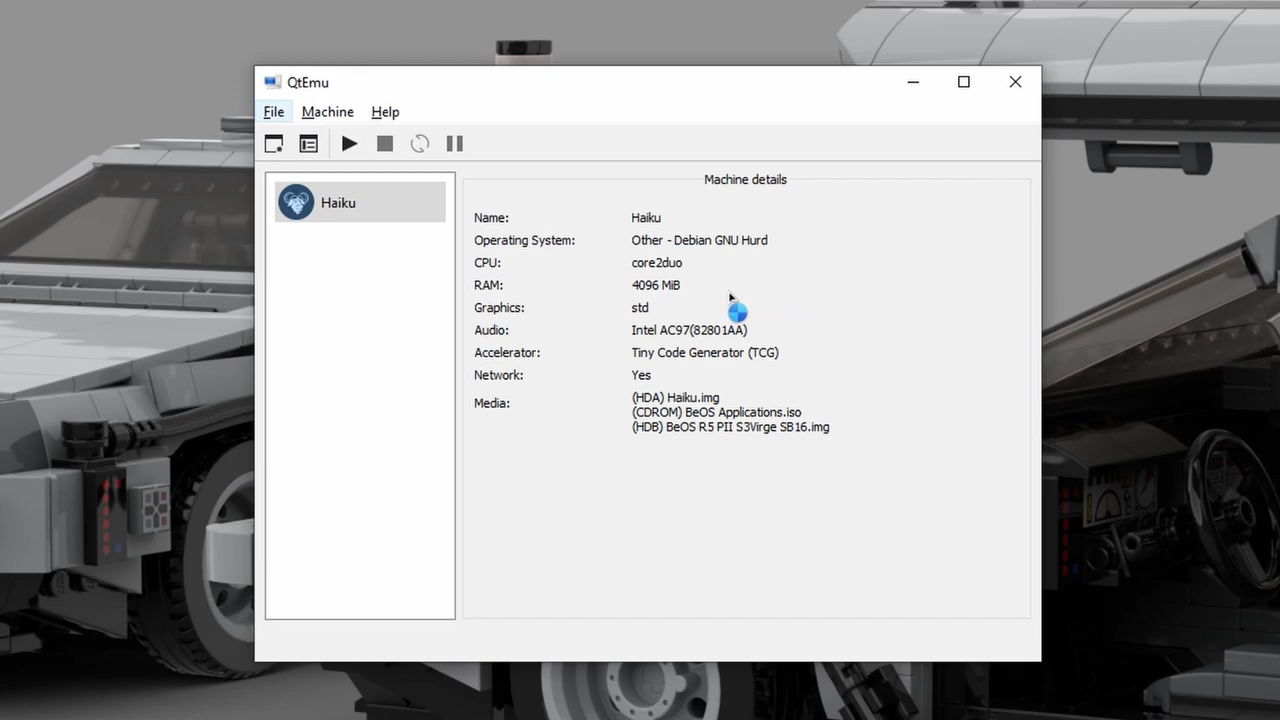 QtEmu
File Machine Help
Haiku
Machine details
Name: Haiku
Operating System: Other - Debian GNU Hurd
CPU: core2duo
RAM: 4096 MiB
Graphics: std
Audio: Intel AC97(82801AA)
Accelerator: Tiny Code Generator (TCG)
Network: Yes
Media: (HDA) Haiku.img
(CDROM) BeOS Applications.iso
(HDB) BeOS R5 PII S3Virge SB16.img